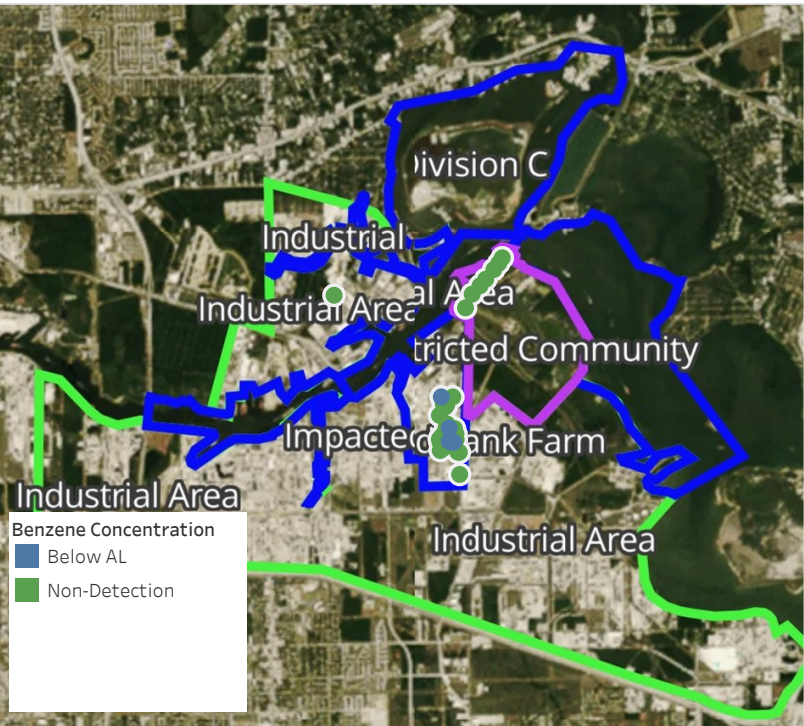 Division C
Industrial
al Area
Industrial Area
tricted Community
Impacted
ank Farm
Industrial Area
Industrial Area
Benzene Concentration
Below AL
Non-Detection